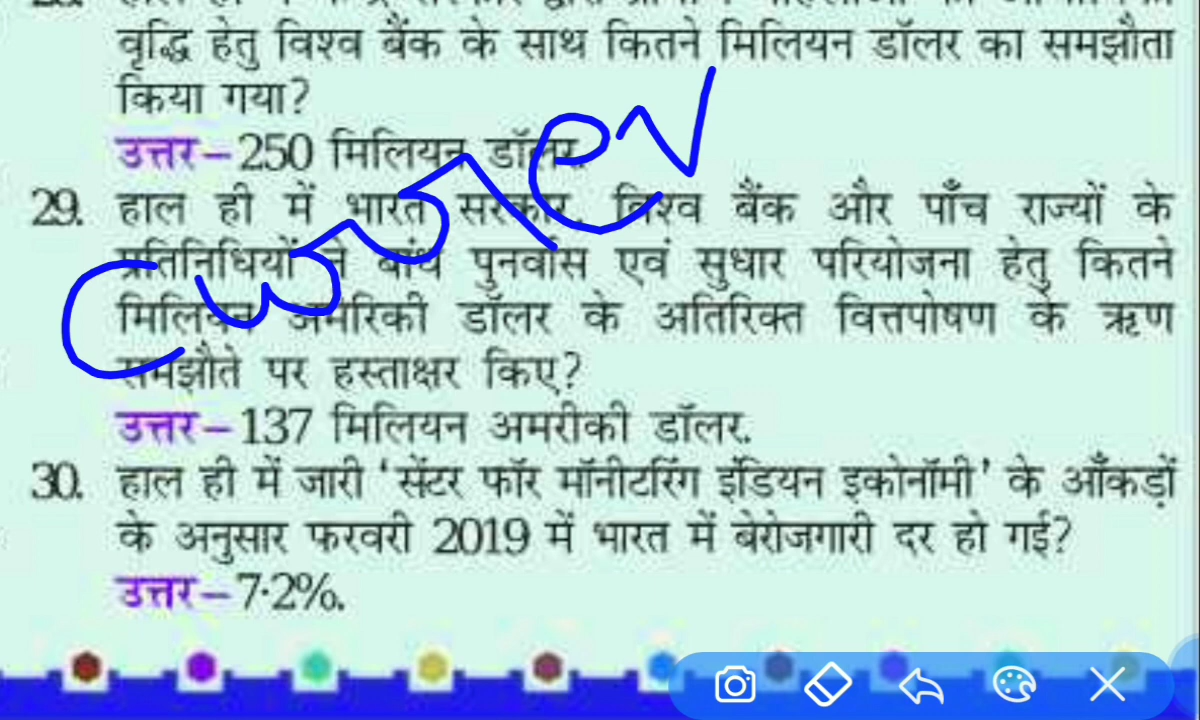 वृद्धि हेतु विश्व बैंक के साथ कितने मिलियन डॉलर का समझौता
किया गया?
उत्तर–250 मिलियन डॉलर.
29. हाल ही में भारत सरकार, विश्व बैंक और पाँच राज्यों के
प्रतिनिधियों ने बांध पुनर्वास एवं सुधार परियोजना हेतु कितने
मिलियन अमेरिकी डॉलर के अतिरिक्त वित्तपोषण के ऋण
समझौते पर हस्ताक्षर किए?
उत्तर–137 मिलियन अमरीकी डॉलर.
30. हाल ही में जारी ‘सेंटर फॉर मॉनीटरिंग इंडियन इकोनॉमी’ के आँकड़ों
के अनुसार फरवरी 2019 में भारत में बेरोजगारी दर हो गई?
उत्तर–7·2%.